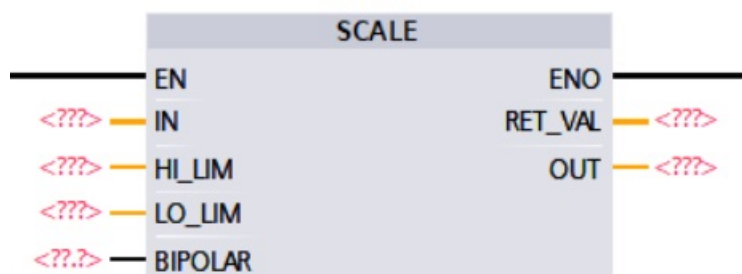 SCALE
EN ENO
<???> IN RET_VAL <???>
<???> HI_LIM OUT <???>
<???> LO_LIM
<??.?> BIPOLAR